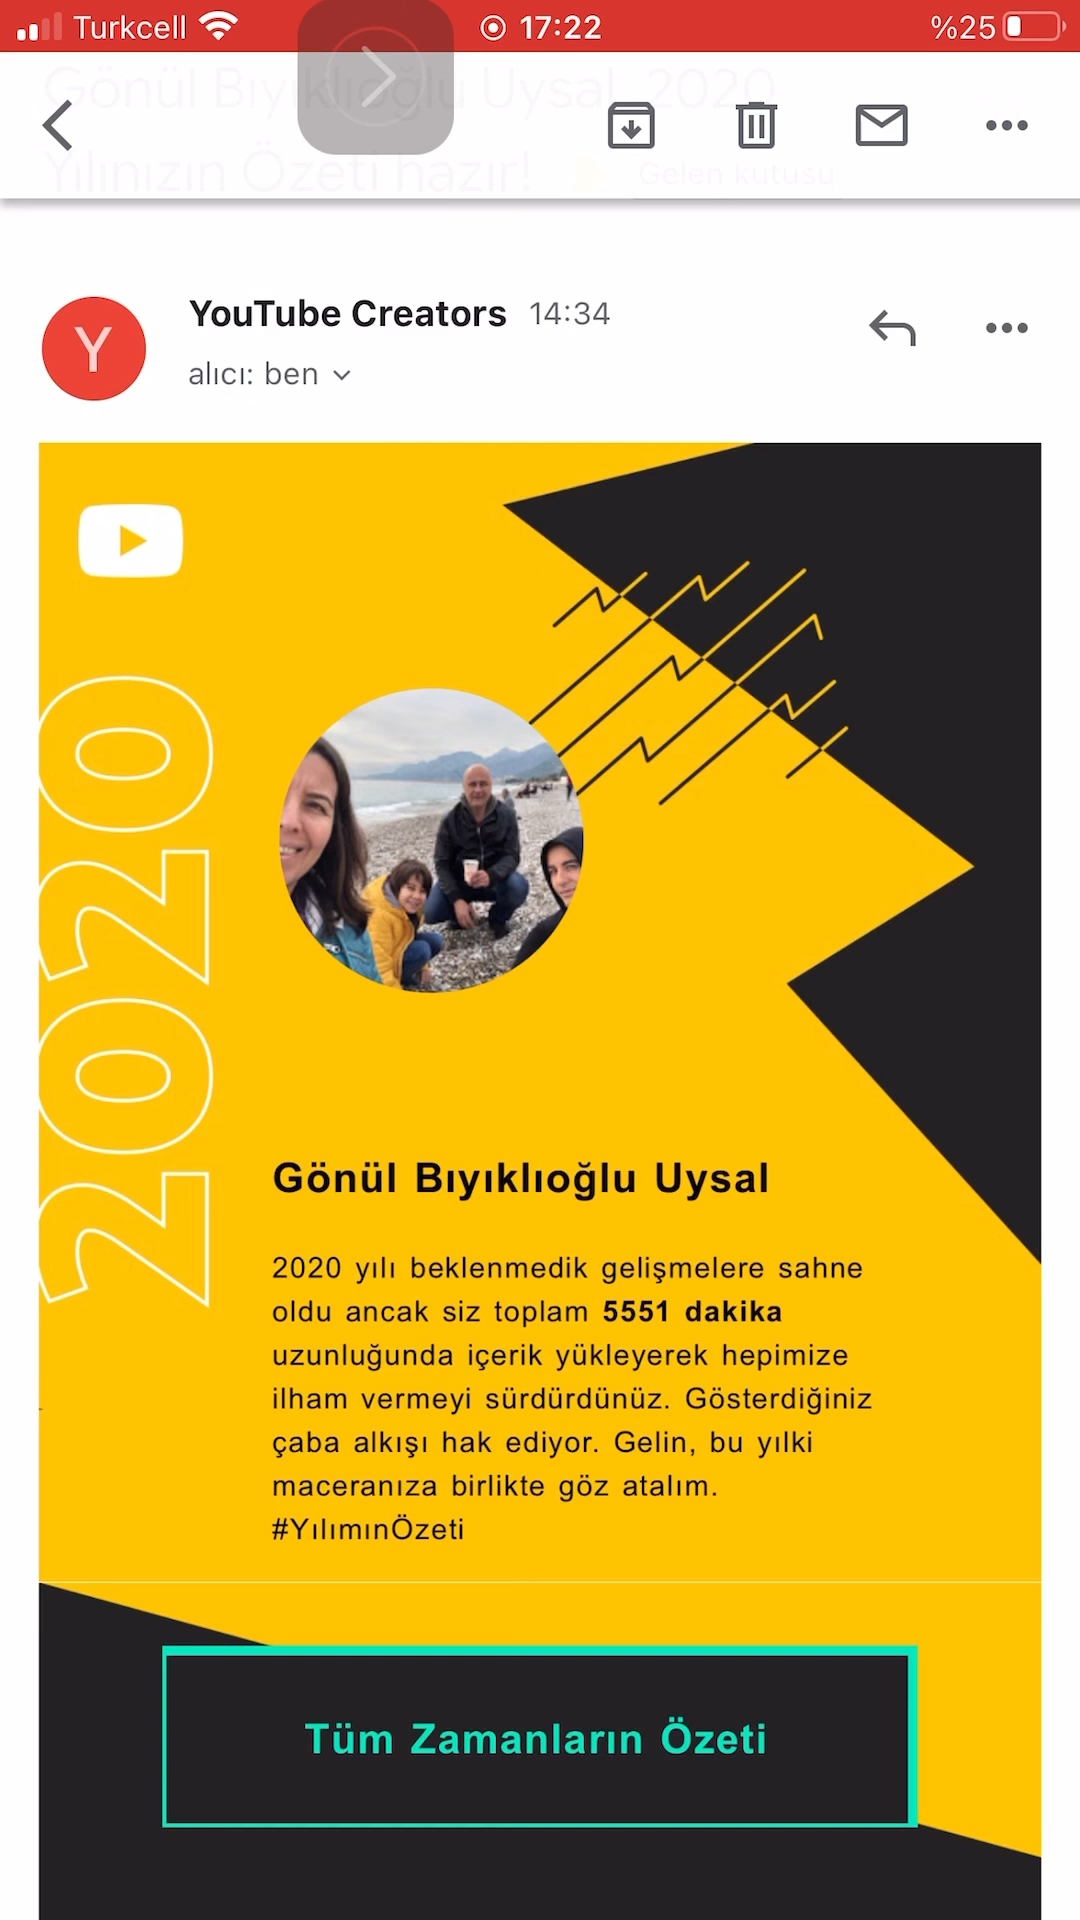 Turkcell 17:22 %25
Gönül Bıyıklıoğlu Uysal, 2020
Yılınızın Özeti hazır! Gelen kutusu
YouTube Creators 14:34
alıcı: ben
Y
2020
Gönül Bıyıklıoğlu Uysal
2020 yılı beklenmedik gelişmelere sahne
oldu ancak siz toplam 5551 dakika
uzunluğunda içerik yükleyerek hepimize
ilham vermeyi sürdürdünüz. Gösterdiğiniz
çaba alkışı hak ediyor. Gelin, bu yılki
maceranıza birlikte göz atalım.
#YılımınÖzeti
Tüm Zamanların Özeti